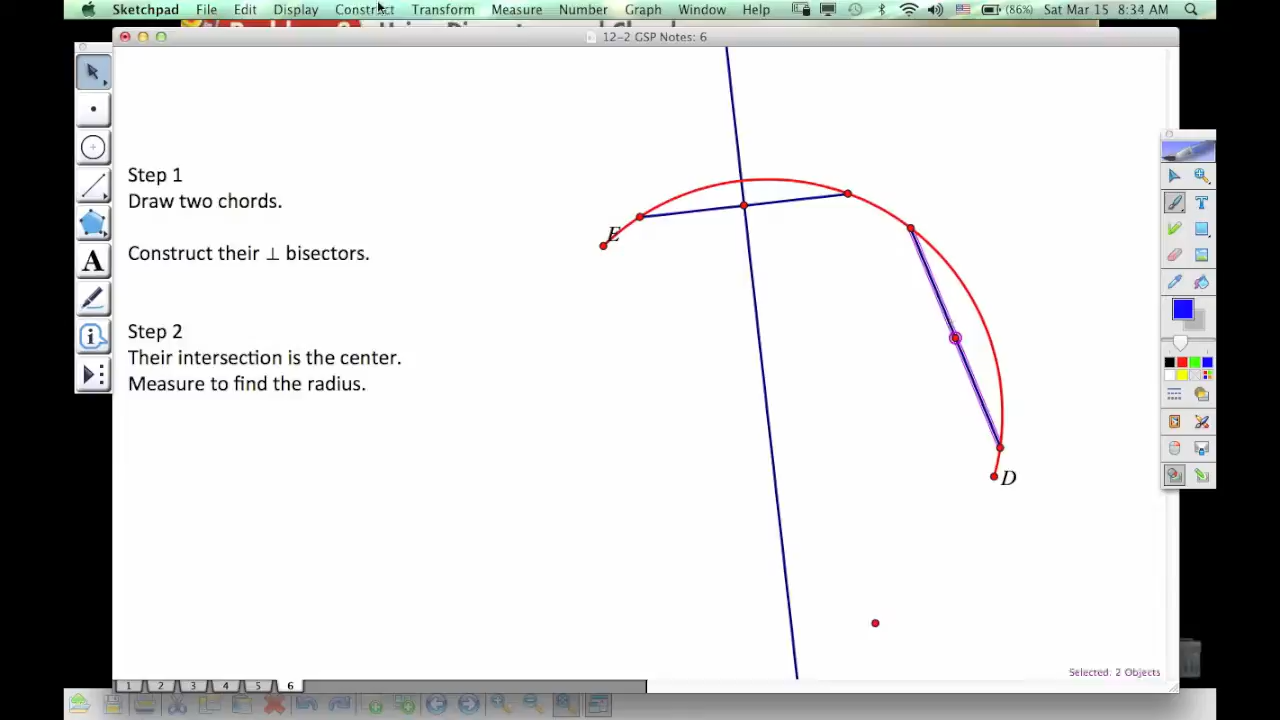 Sketchpad File Edit Display Construct Transform Measure Number Graph Window Help (86%) Sat Mar 15 8:34 AM
12-2 GSP Notes: 6
Step 1
Draw two chords.
Construct their ⊥ bisectors.
Step 2
Their intersection is the center.
Measure to find the radius.
E
D
A
T
Selected: 2 Objects
1 2 3 4 5 6